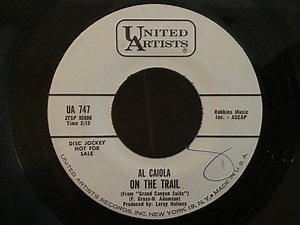 UNITED
ARTISTS
UA 747
ZTSP 92800
Time 2:13
Robbins Music
Inc. - ASCAP
DISC JOCKEY
NOT FOR
SALE
AL CAIOLA
ON THE TRAIL
(From "Grand Canyon Suite")
(F. Grofe-H. Adamson)
Produced by: Leroy Holmes
UNITED ARTISTS RECORDS, INC. NEW YORK 19, N.Y. MADE IN U.S.A.